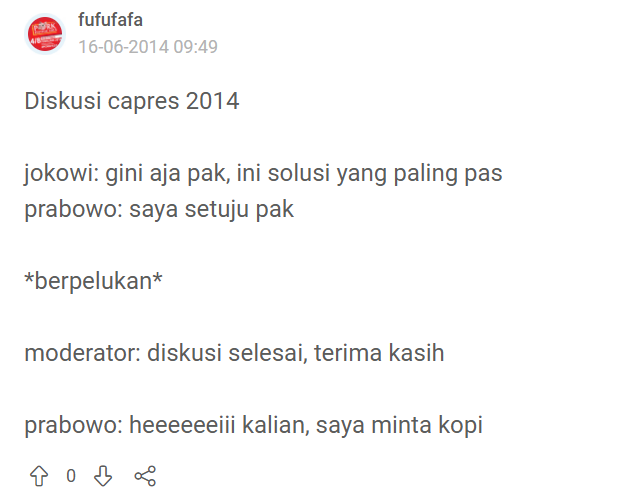 fufufafa
16-06-2014 09:49
Diskusi capres 2014
jokowi: gini aja pak, ini solusi yang paling pas
prabowo: saya setuju pak
*berpelukan*
moderator: diskusi selesai, terima kasih
prabowo: heeeeeeiii kalian, saya minta kopi
0